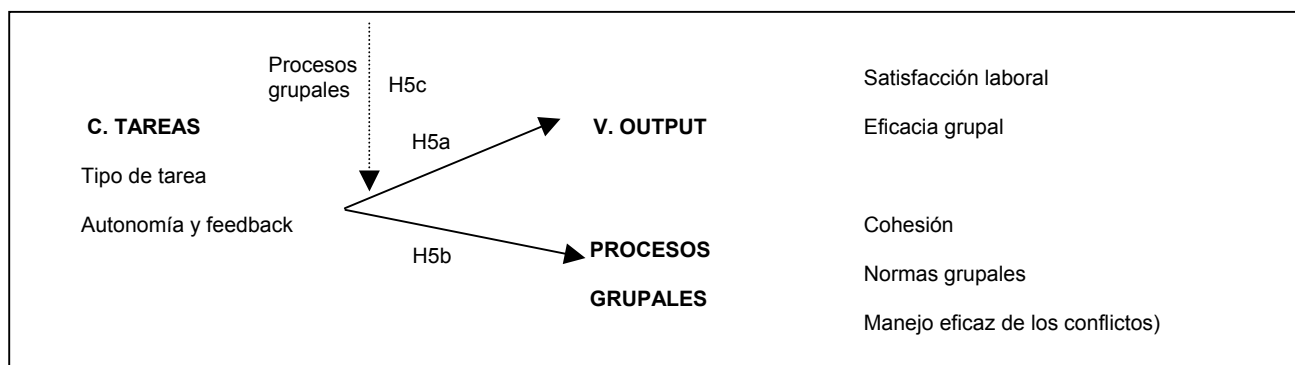 Procesos
grupales
H5c
Satisfacción laboral
C. TAREAS
H5a
V. OUTPUT
Eficacia grupal
Tipo de tarea
Autonomía y feedback
H5b
PROCESOS
GRUPALES
Cohesión
Normas grupales
Manejo eficaz de los conflictos)